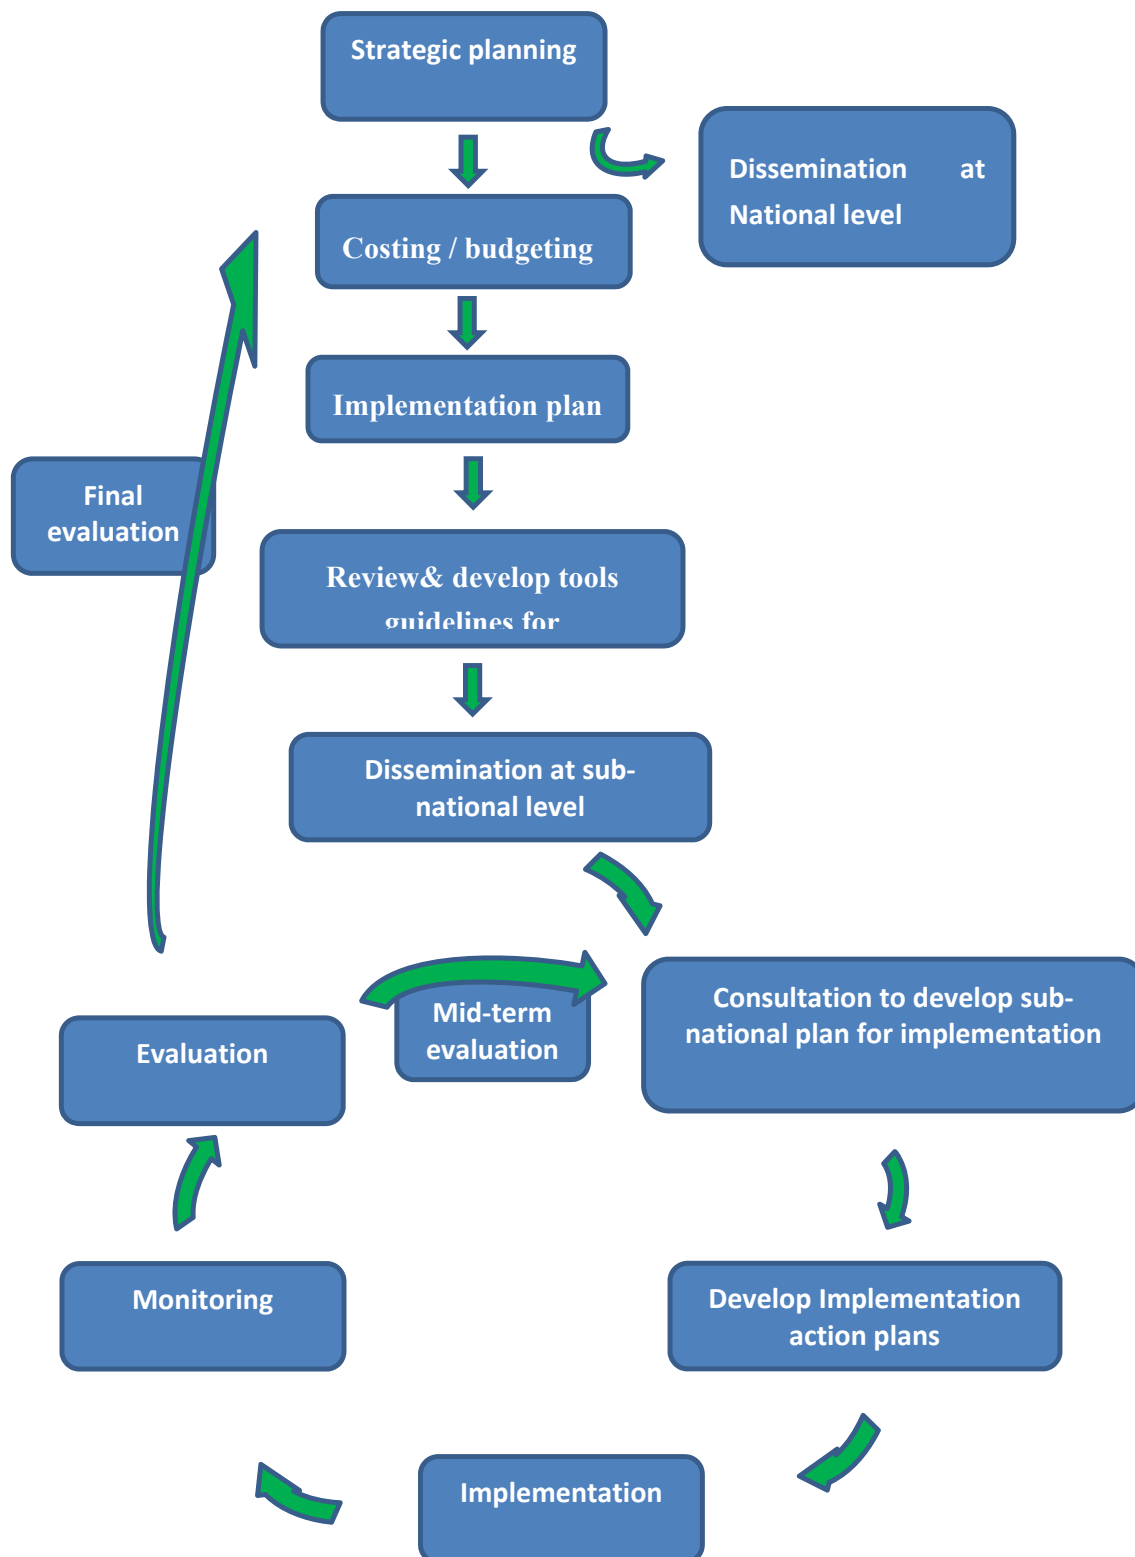 Strategic planning
Dissemination at
National level
Costing / budgeting
Implementation plan
Final
evaluation
Review& develop tools
guidelines for
Dissemination at sub-
national level
Mid-term
evaluation
Consultation to develop sub-
national plan for implementation
Evaluation
Monitoring
Develop Implementation
action plans
Implementation